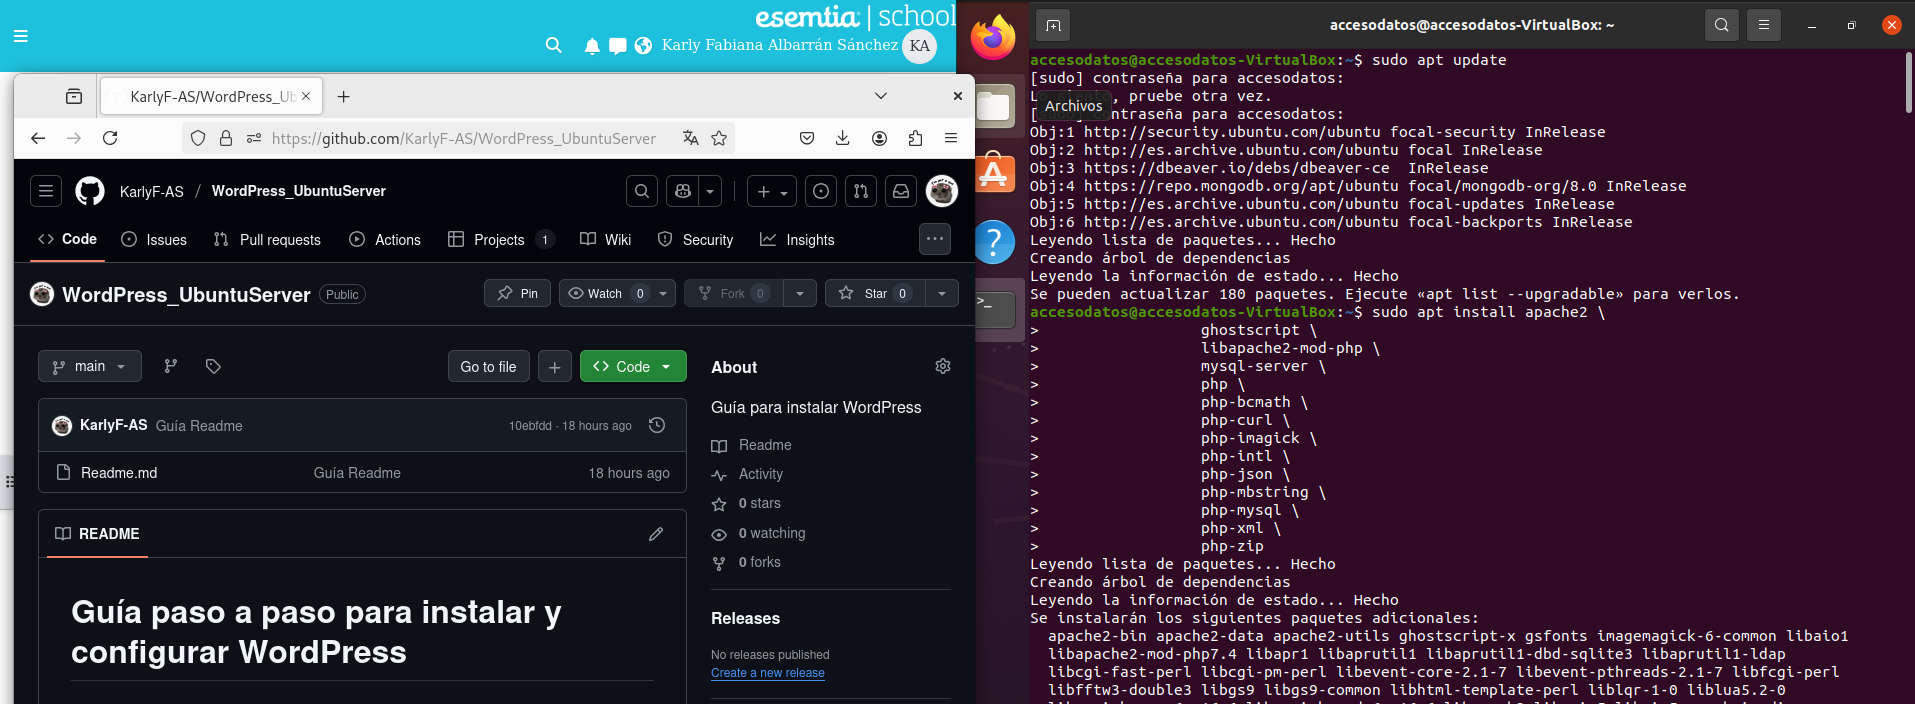 esemtia | school
Karly Fabiana Albarrán Sánchez KA
KarlyF-AS/WordPress_Ub
https://github.com/KarlyF-AS/WordPress_UbuntuServer
KarlyF-AS / WordPress_UbuntuServer
Code Issues Pull requests Actions Projects 1 Wiki Security Insights
WordPress_UbuntuServer Public Pin Watch 0 Fork 0 Star 0
main Go to file Code
KarlyF-AS Guía Readme 10ebfdd · 18 hours ago
Readme.md Guía Readme 18 hours ago
README
Guía paso a paso para instalar y
configurar WordPress
About
Guía para instalar WordPress
Readme
Activity
0 stars
0 watching
0 forks
Releases
No releases published
Create a new release
accesodatos@accesodatos-VirtualBox: ~
Archivos
accesodatos@accesodatos-VirtualBox:~$ sudo apt update
[sudo] contraseña para accesodatos:
, pruebe otra vez.
contraseña para accesodatos:
Obj:1 http://security.ubuntu.com/ubuntu focal-security InRelease
Obj:2 http://es.archive.ubuntu.com/ubuntu focal InRelease
Obj:3 https://dbeaver.io/debs/dbeaver-ce  InRelease
Obj:4 https://repo.mongodb.org/apt/ubuntu focal/mongodb-org/8.0 InRelease
Obj:5 http://es.archive.ubuntu.com/ubuntu focal-updates InRelease
Obj:6 http://es.archive.ubuntu.com/ubuntu focal-backports InRelease
Leyendo lista de paquetes... Hecho
Creando árbol de dependencias
Leyendo la información de estado... Hecho
Se pueden actualizar 180 paquetes. Ejecute «apt list --upgradable» para verlos.
accesodatos@accesodatos-VirtualBox:~$ sudo apt install apache2 \
> ghostscript \
> libapache2-mod-php \
> mysql-server \
> php \
> php-bcmath \
> php-curl \
> php-imagick \
> php-intl \
> php-json \
> php-mbstring \
> php-mysql \
> php-xml \
> php-zip
Leyendo lista de paquetes... Hecho
Creando árbol de dependencias
Leyendo la información de estado... Hecho
Se instalarán los siguientes paquetes adicionales:
apache2-bin apache2-data apache2-utils ghostscript-x gsfonts imagemagick-6-common libaio1
libapache2-mod-php7.4 libapr1 libaprutil1 libaprutil1-dbd-sqlite3 libaprutil1-ldap
libcgi-fast-perl libcgi-pm-perl libevent-core-2.1-7 libevent-pthreads-2.1-7 libfcgi-perl
libfftw3-double3 libgs9 libgs9-common libhtml-template-perl liblqr-1-0 liblua5.2-0